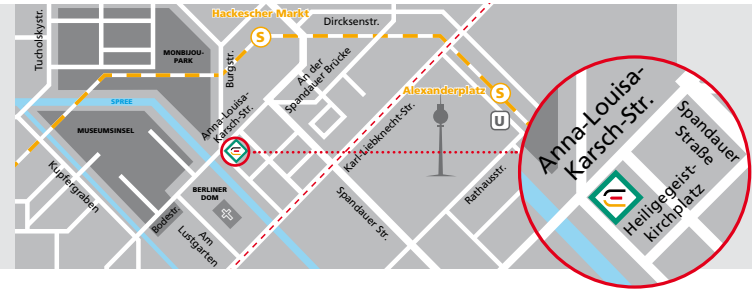 Hackescher Markt
Dircksenstr.
Tucholskystr.
MONBIJOU-
PARK
Burgstr.
An der
Spandauer Brücke
S
Alexanderplatz
S
U
SPREE
MUSEUMSINSEL
Anna-Louisa-
Karsch-Str.
Karl-Liebknecht-Str.
Kupfergraben
BERLINER
DOM
Bodestr.
Am
Lustgarten
Spandauer Str.
Rathausstr.
Anna-Louisa-
Karsch-Str.
Spandauer
Straße
Heiligegeist-
kirchplatz